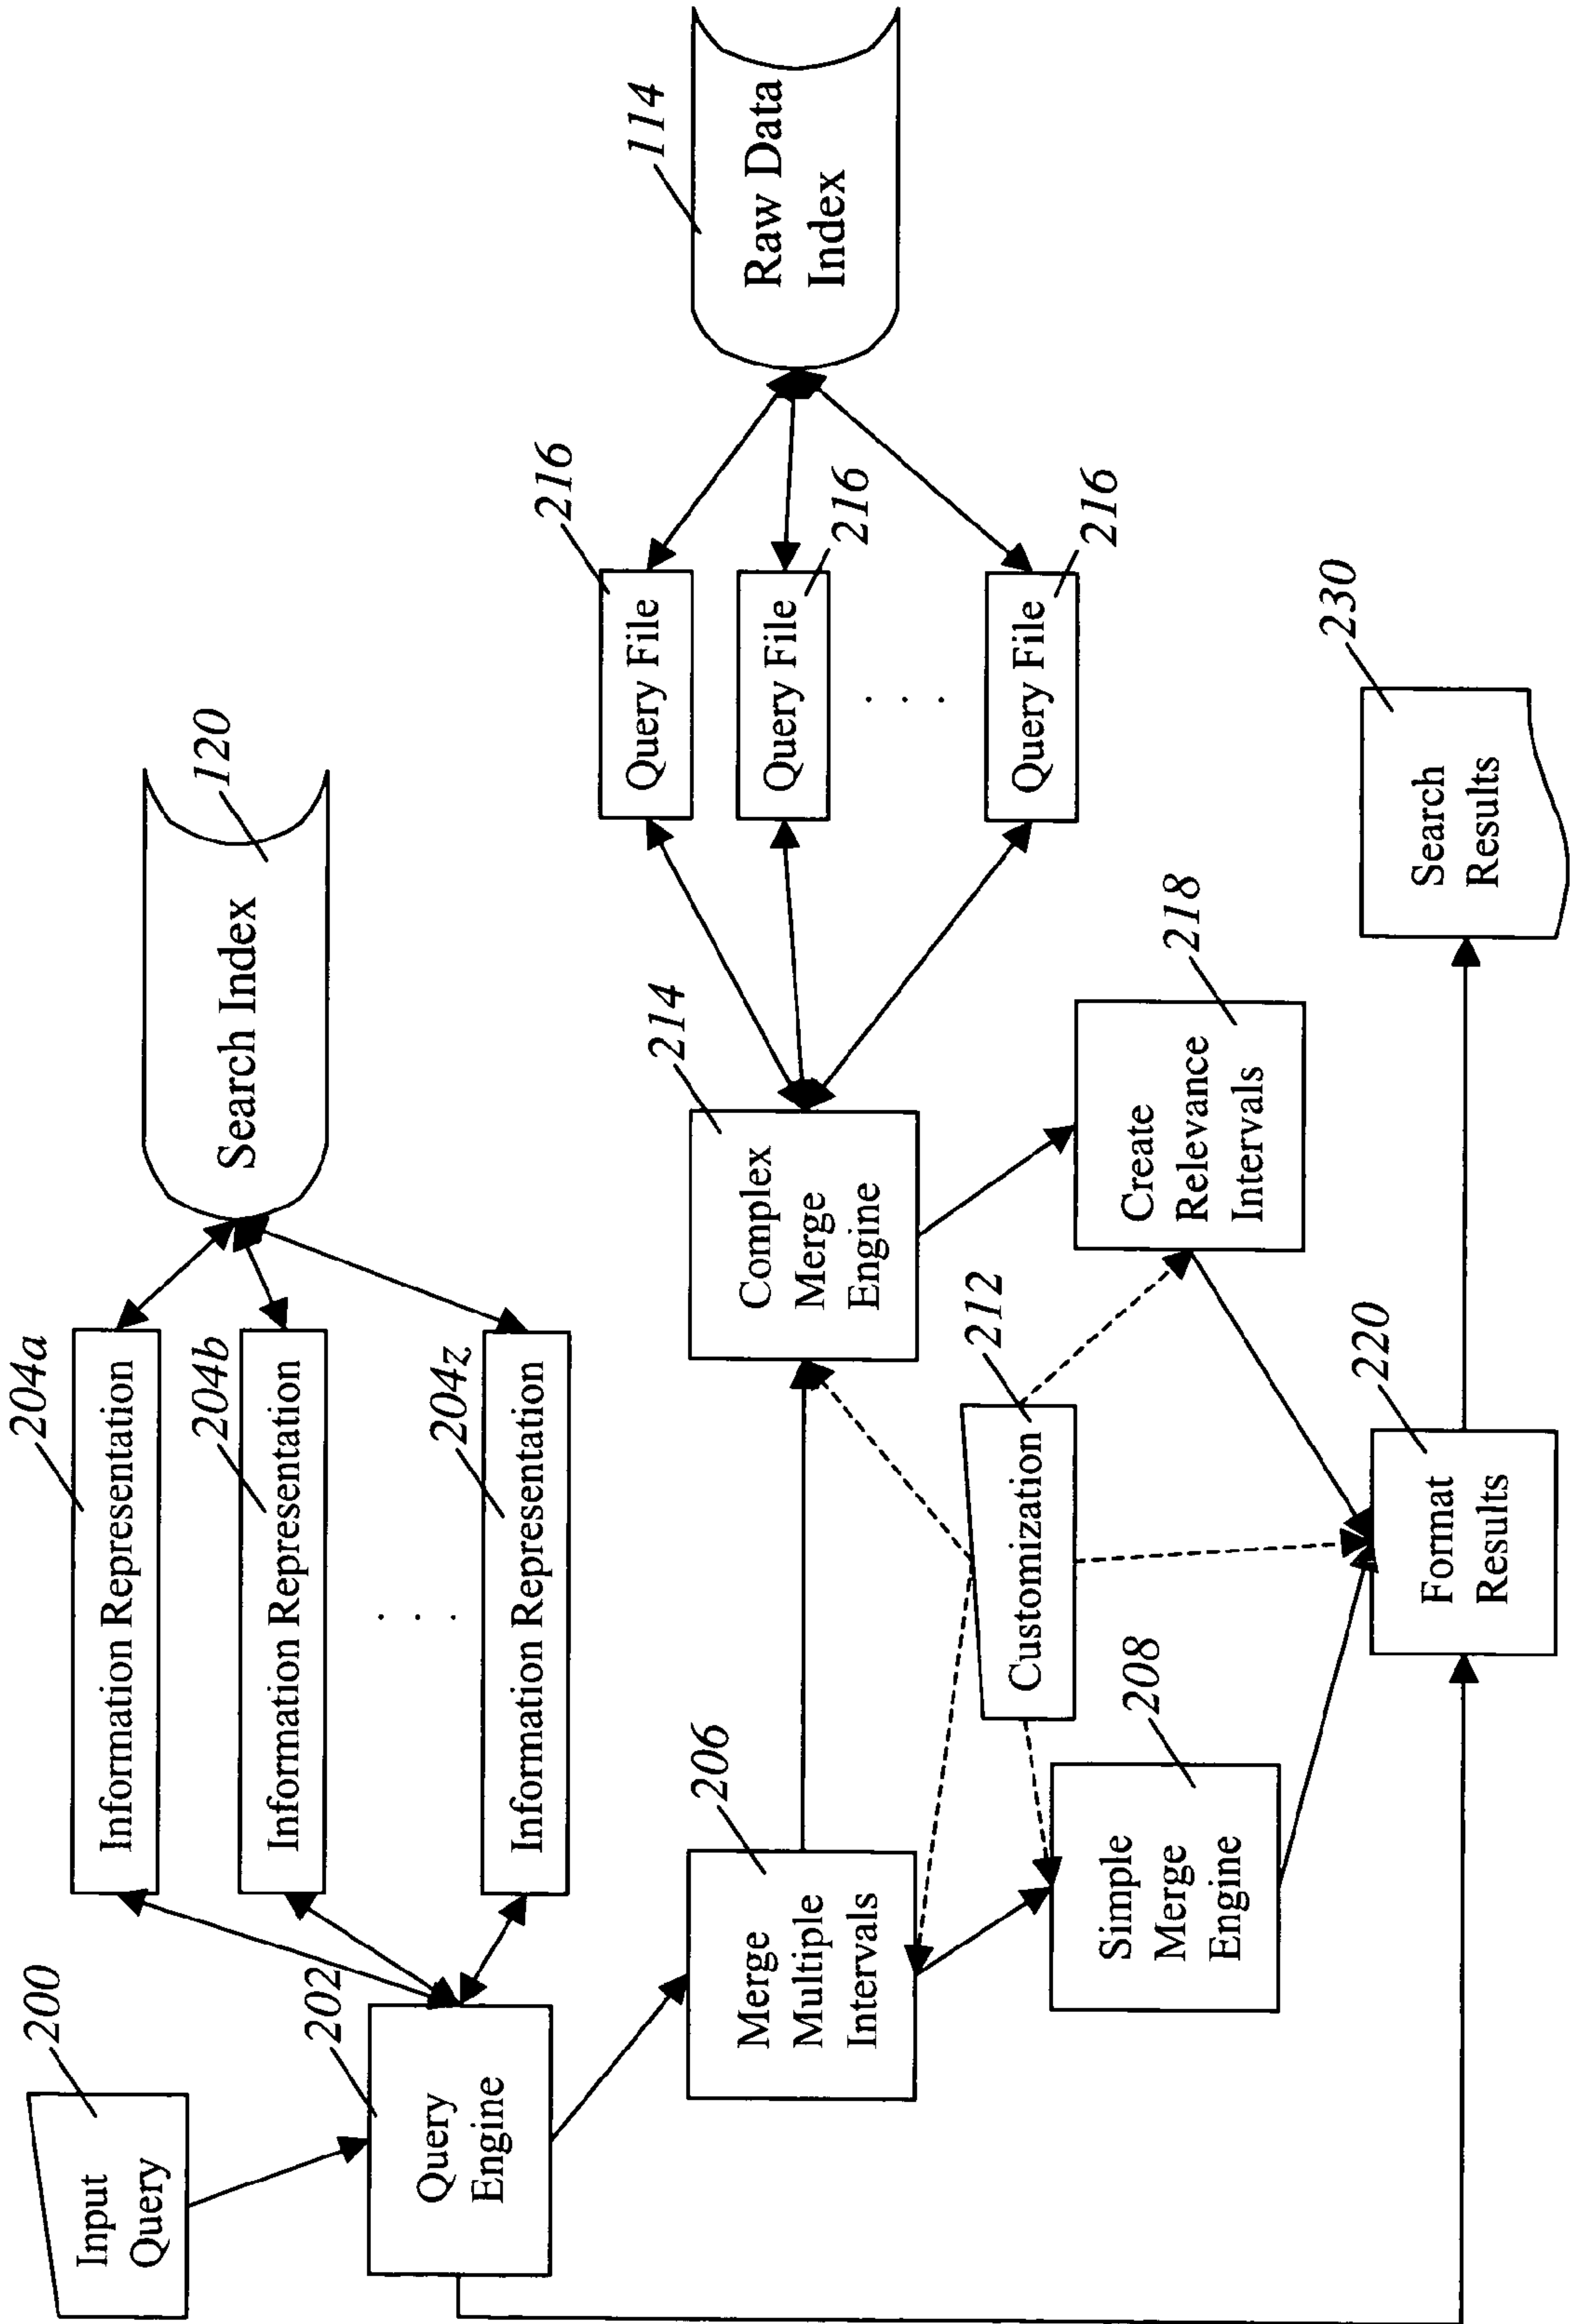 200
Input
Query
202
Query
Engine
204a
Information Representation
204b
Information Representation
. . .
204z
Information Representation
120
Search Index
206
Merge
Multiple
Intervals
208
Simple
Merge
Engine
212
Customization
214
Complex
Merge
Engine
216
Query File
216
Query File
. . .
216
Query File
114
Raw Data
Index
218
Create
Relevance
Intervals
220
Format
Results
230
Search
Results